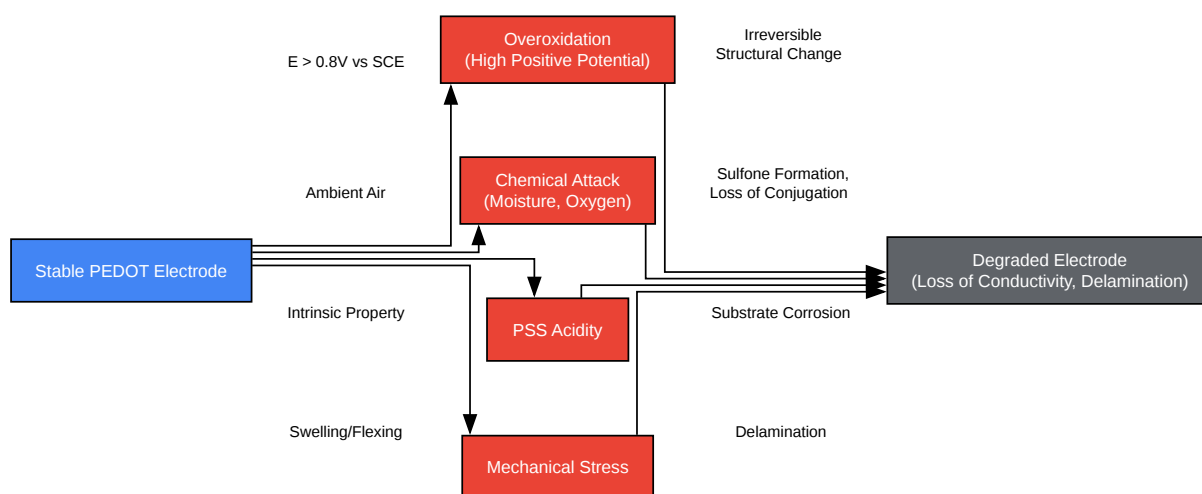 Overoxidation
(High Positive Potential)
E > 0.8V vs SCE
Irreversible
Structural Change
Chemical Attack
(Moisture, Oxygen)
Ambient Air
Sulfone Formation,
Loss of Conjugation
Stable PEDOT Electrode
Degraded Electrode
(Loss of Conductivity, Delamination)
Intrinsic Property
PSS Acidity
Substrate Corrosion
Swelling/Flexing
Mechanical Stress
Delamination